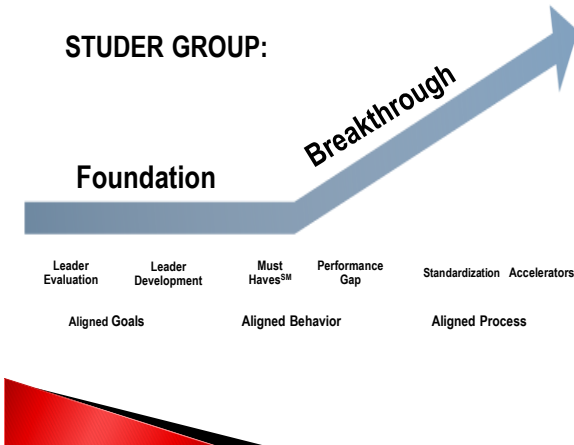 STUDER GROUP:
Breakthrough
Foundation
Leader
Evaluation
Leader
Development
Must
Haves℠
Performance
Gap
Standardization
Accelerators
Aligned Goals
Aligned Behavior
Aligned Process